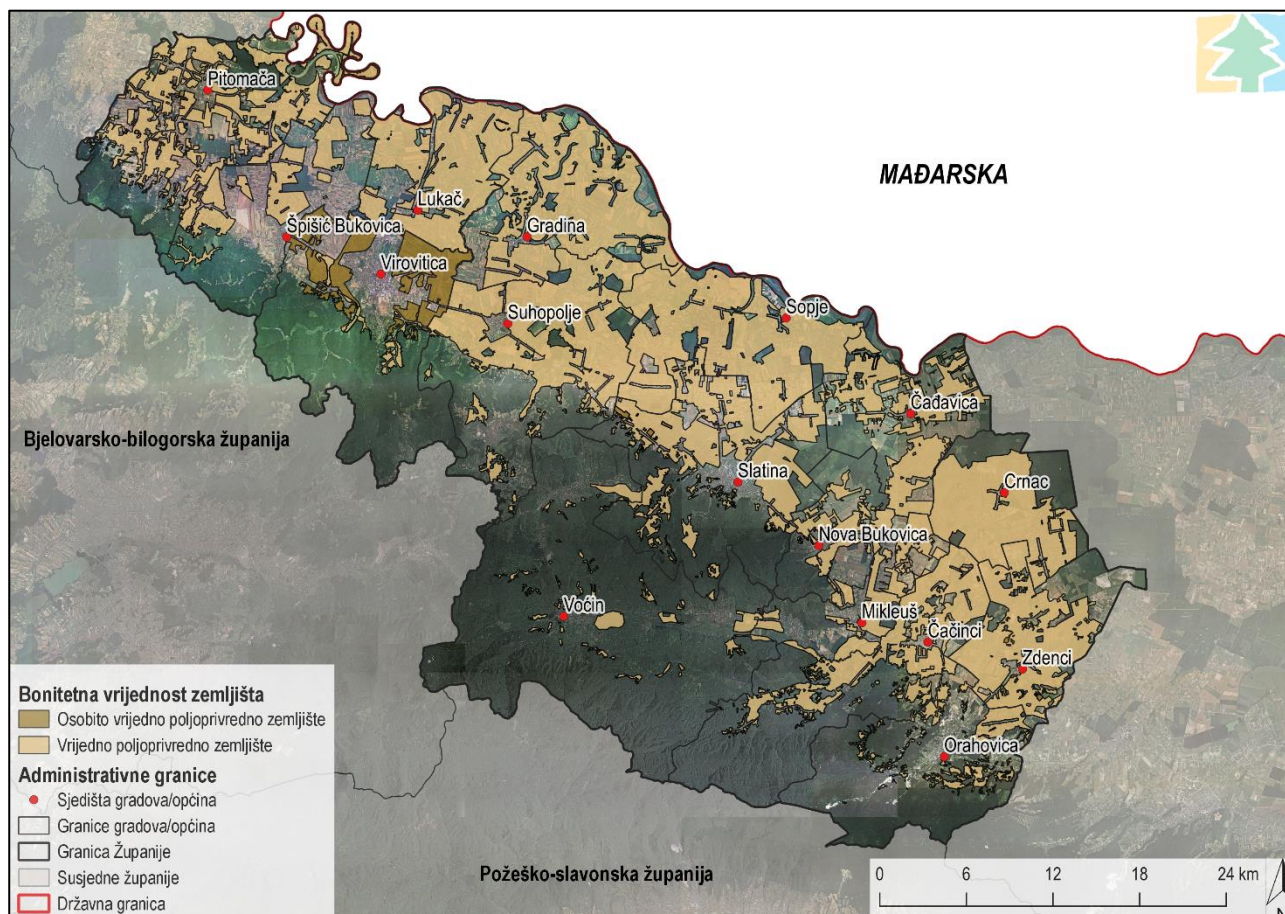 Pitomača
MAĐARSKA
Lukač
Špišić Bukovica
Gradina
Virovitica
Suhopolje
Sopje
Čađavica
Bjelovarsko-bilogorska županija
Slatina
Crnac
Nova Bukovica
Voćin
Mikleuš
Čačinci
Zdenci
Orahovica
Požeško-slavonska županija
Bonitetna vrijednost zemljišta
Osobito vrijedno poljoprivredno zemljište
Vrijedno poljoprivredno zemljište
Administrativne granice
Sjedišta gradova/općina
Granice gradova/općina
Granica Županije
Susjedne županije
Državna granica
0 6 12 18 24 km
N